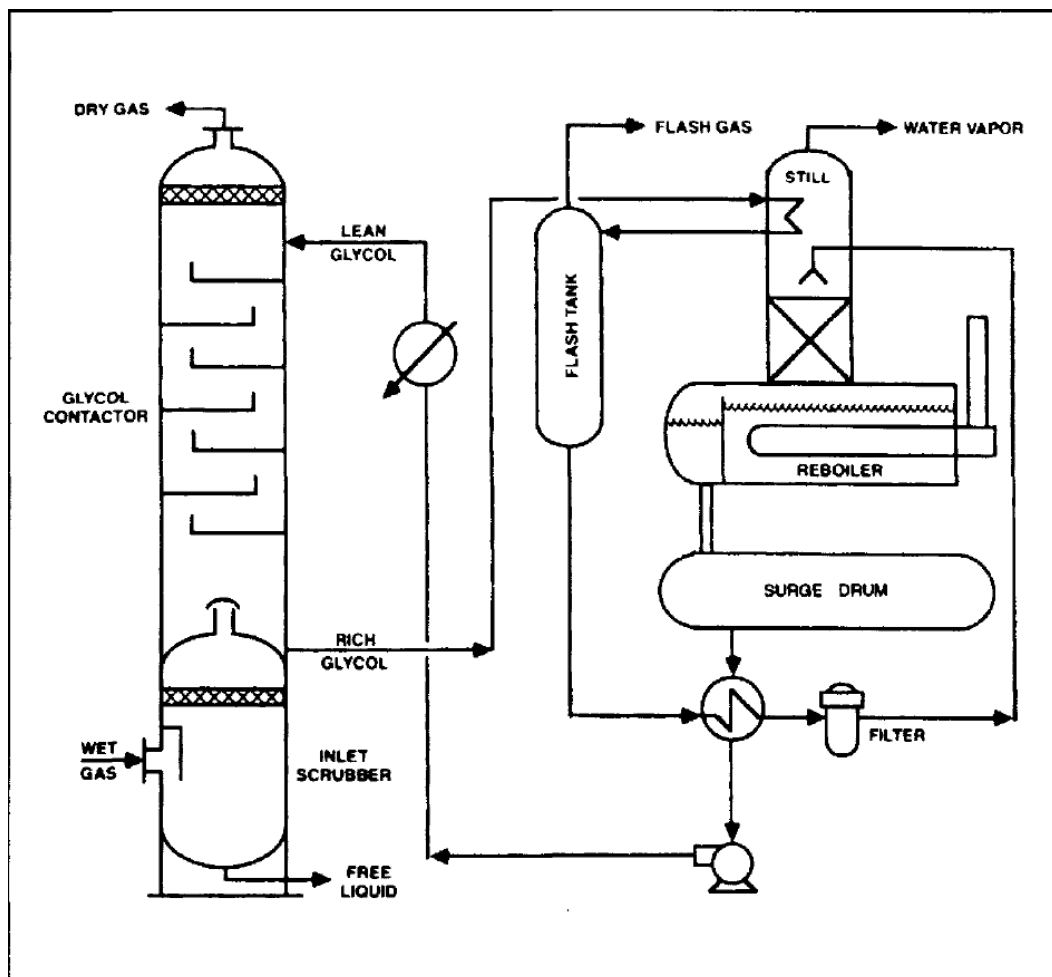 DRY GAS
FLASH GAS
WATER VAPOR
STILL
LEAN
GLYCOL
FLASH TANK
GLYCOL
CONTACTOR
REBOILER
SURGE DRUM
RICH
GLYCOL
FILTER
WET
GAS
INLET
SCRUBBER
FREE
LIQUID